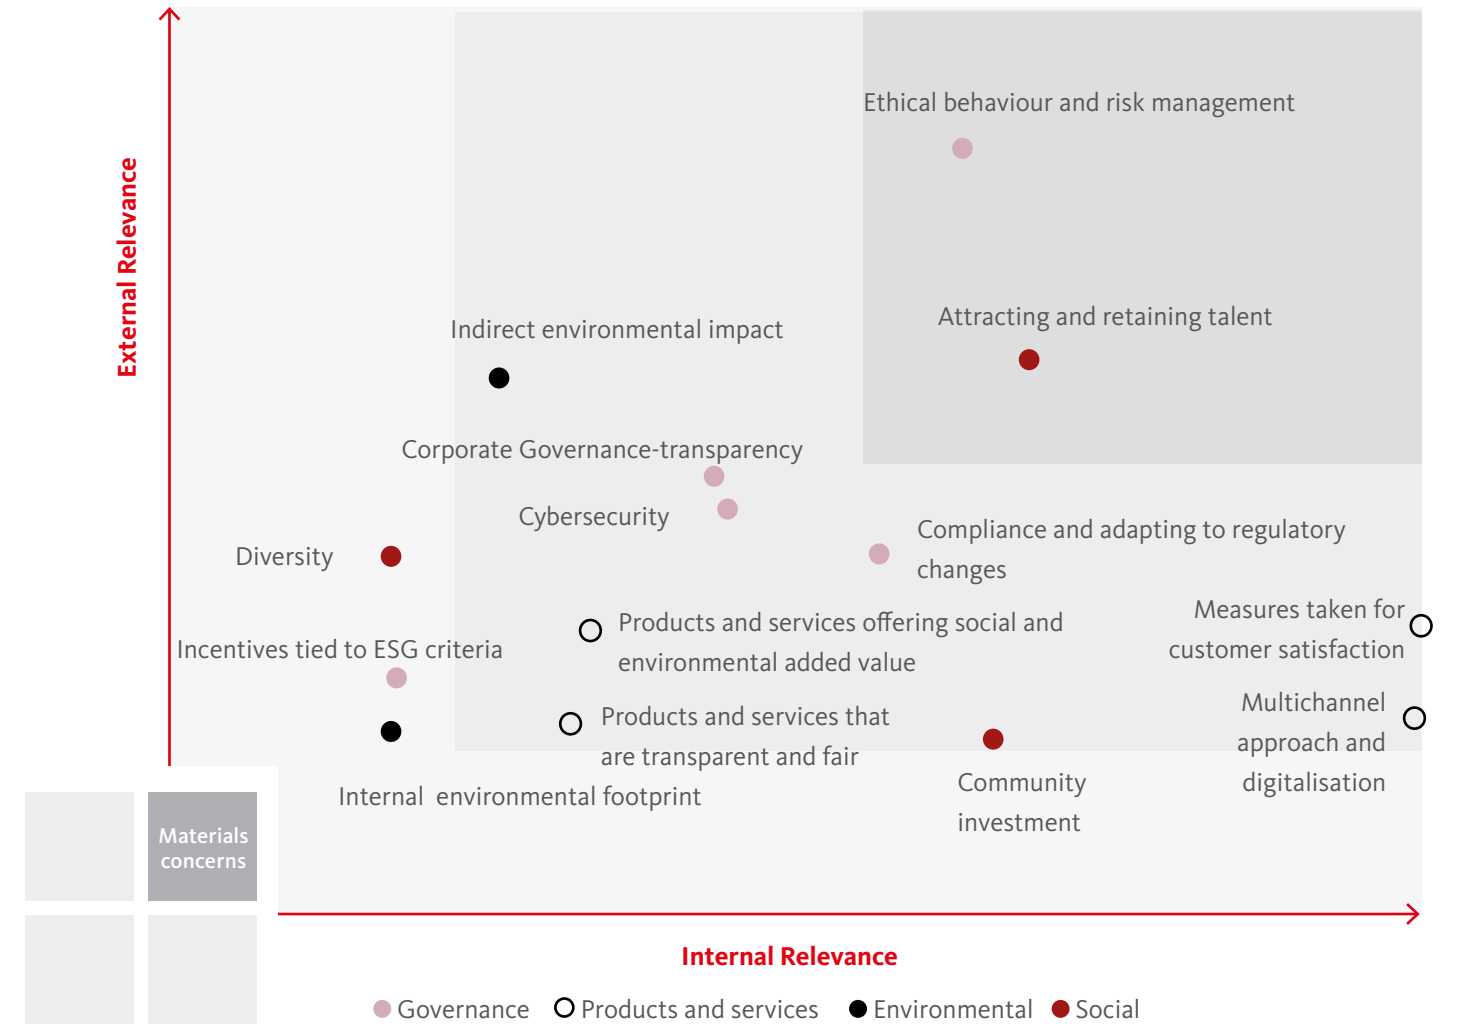 Ethical behaviour and risk management
External Relevance
Attracting and retaining talent
Indirect environmental impact
Corporate Governance-transparency
Cybersecurity
Compliance and adapting to regulatory
changes
Diversity
Measures taken for
customer satisfaction
Products and services offering social and
environmental added value
Incentives tied to ESG criteria
Multichannel
approach and
digitalisation
Products and services that
are transparent and fair
Community
investment
Internal environmental footprint
Materials
concerns
Internal Relevance
Governance
Products and services
Environmental
Social